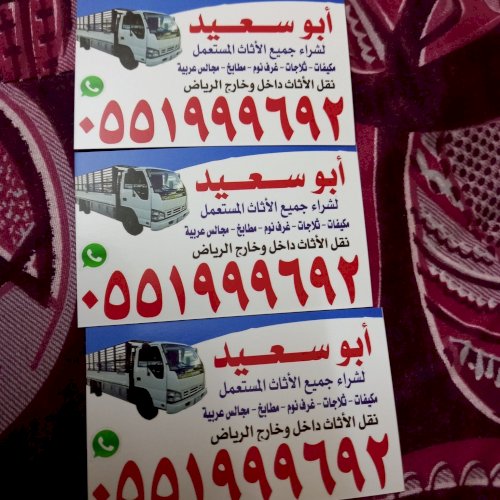 أبو سعيد
لشراء جميع الأثاث المستعمل
مكيفات - ثلاجات - غرف نوم - مطابخ - مجالس عربية
نقل الأثاث داخل وخارج الرياض
٠٥٥١٩٩٩٦٩٢
أبو سعيد
لشراء جميع الأثاث المستعمل
مكيفات - ثلاجات - غرف نوم - مطابخ - مجالس عربية
نقل الأثاث داخل وخارج الرياض
٠٥٥١٩٩٩٦٩٢
أبو سعيد
لشراء جميع الأثاث المستعمل
مكيفات - ثلاجات - غرف نوم - مطابخ - مجالس عربية
نقل الأثاث داخل وخارج الرياض
٠٥٥١٩٩٩٦٩٢